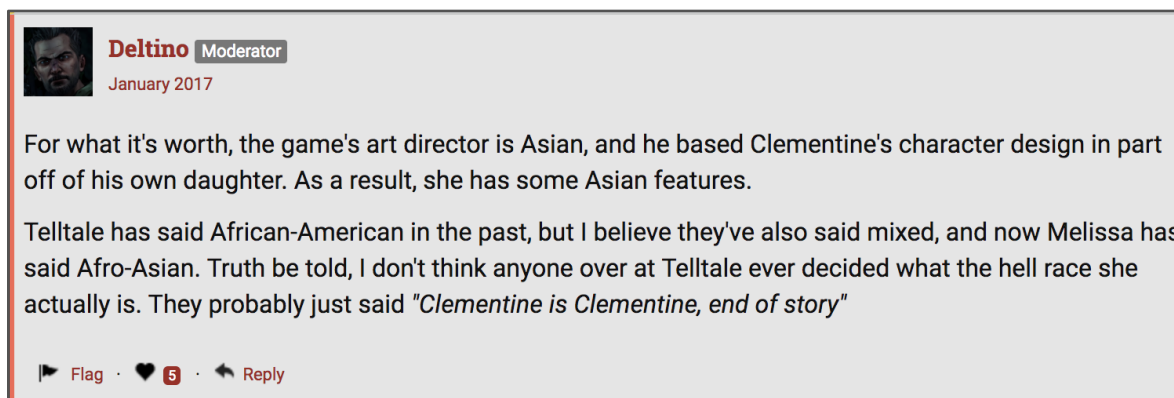 Deltino Moderator
January 2017
For what it's worth, the game's art director is Asian, and he based Clementine's character design in part
off of his own daughter. As a result, she has some Asian features.
Telltale has said African-American in the past, but I believe they've also said mixed, and now Melissa has
said Afro-Asian. Truth be told, I don't think anyone over at Telltale ever decided what the hell race she
actually is. They probably just said "Clementine is Clementine, end of story"
Flag · 5 · Reply